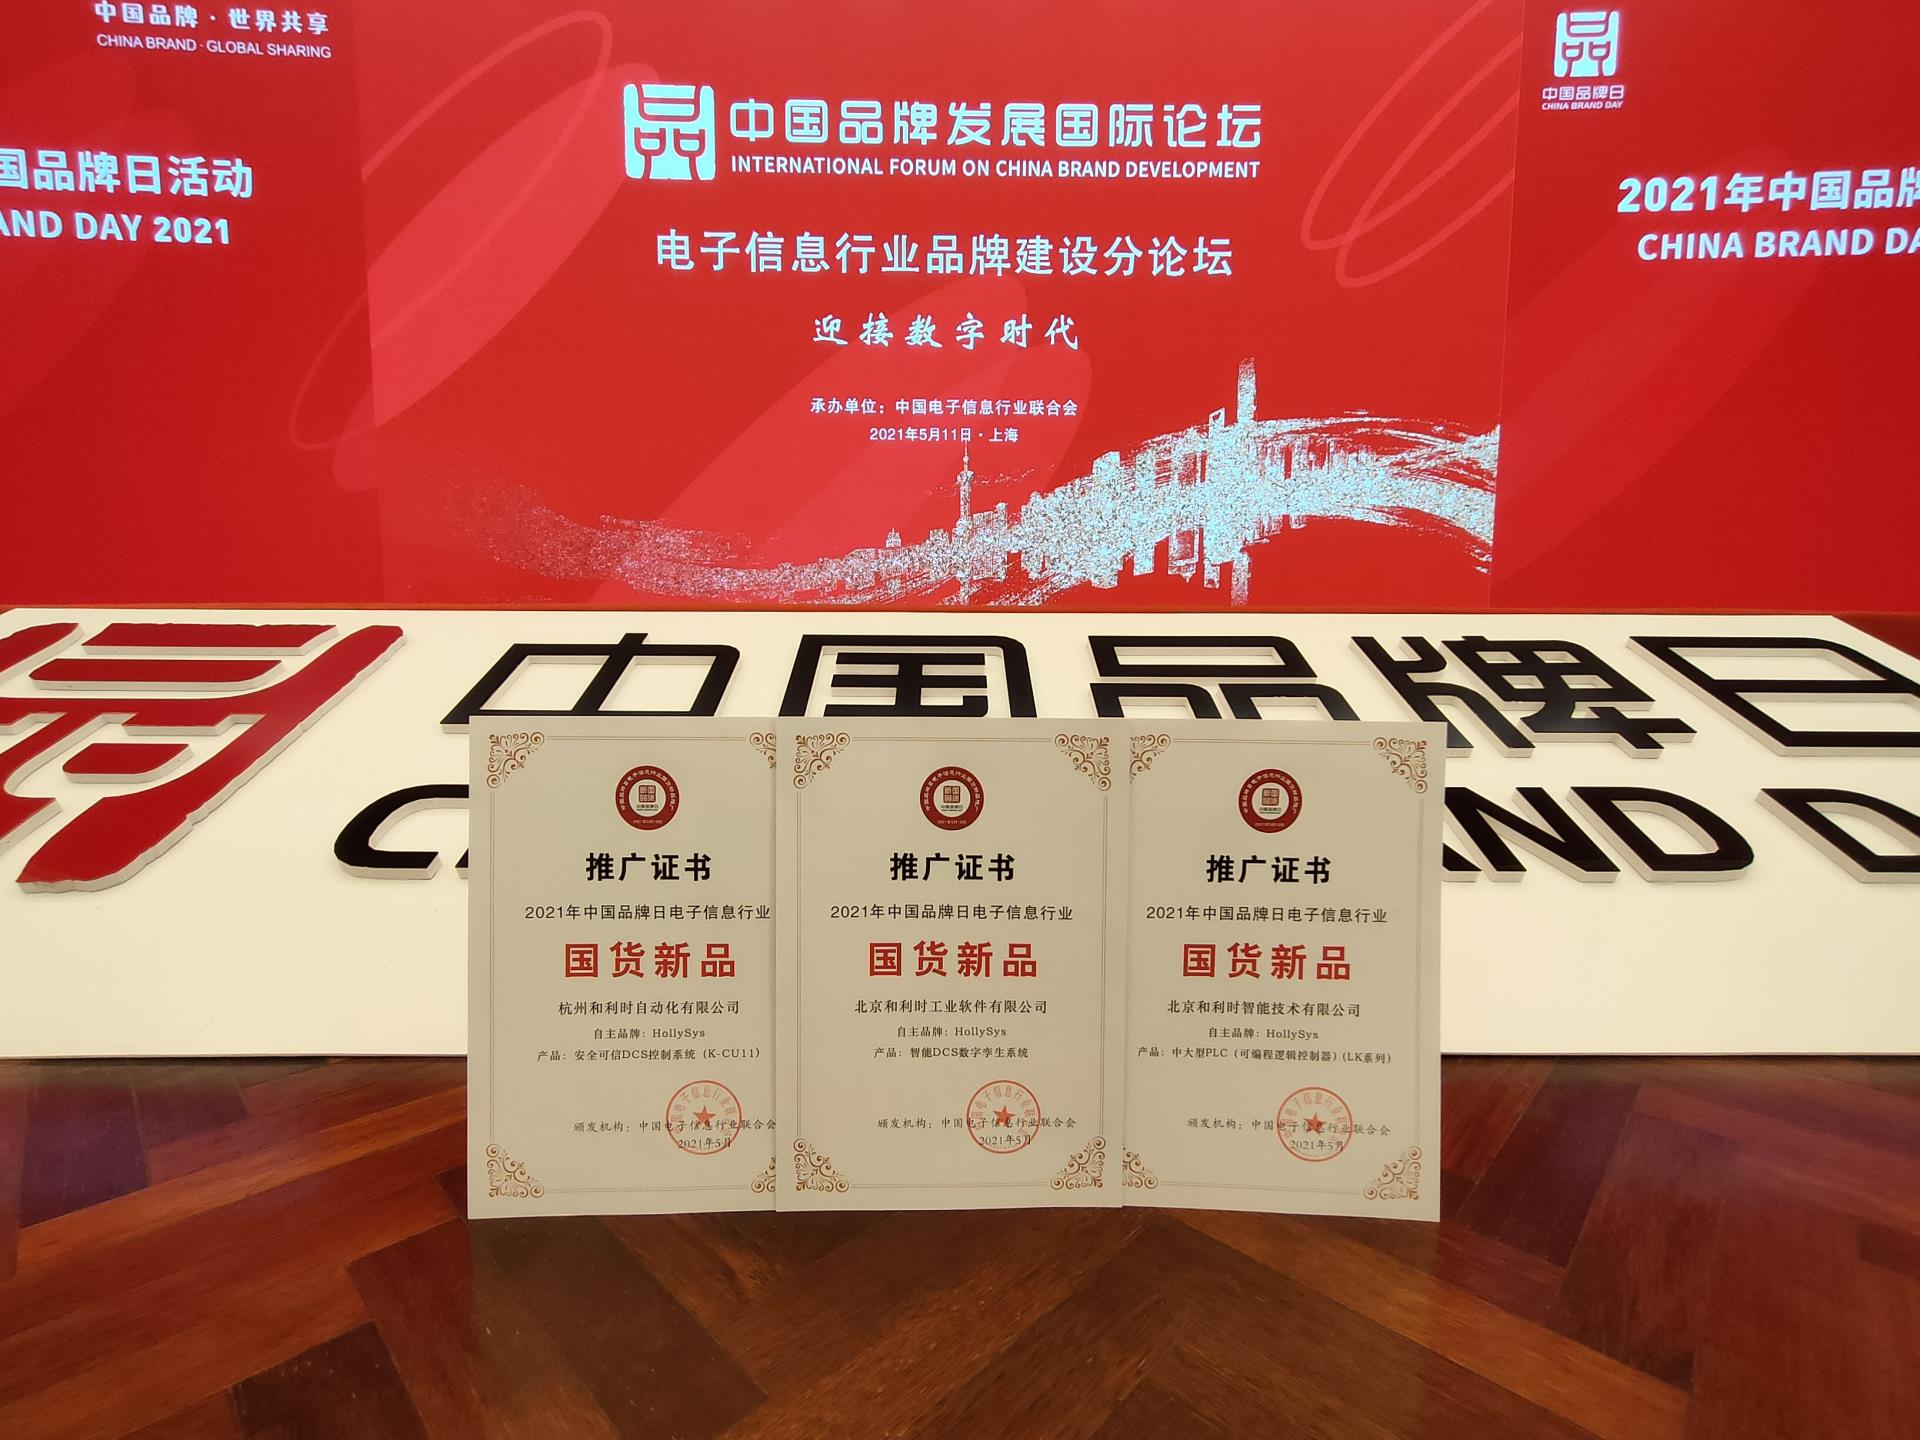 中国品牌·世界共享
CHINA BRAND·GLOBAL SHARING
国品牌日活动
AND DAY 2021
中国品牌发展国际论坛
INTERNATIONAL FORUM ON CHINA BRAND DEVELOPMENT
电子信息行业品牌建设分论坛
迎接数字时代
承办单位：中国电子信息行业联合会
2021年5月11日·上海
中国品牌日
CHINA BRAND DAY
2021年中国品牌
CHINA BRAND DA
中国品牌日
C
AND D
推广证书
2021年中国品牌日电子信息行业
国货新品
杭州和利时自动化有限公司
自主品牌：HollySys
产品：安全可信DCS控制系统（K-CU11）
颁发机构：中国电子信息行业联合会
2021年5月
推广证书
2021年中国品牌日电子信息行业
国货新品
北京和利时工业软件有限公司
自主品牌：HollySys
产品：智能DCS数字孪生系统
颁发机构：中国电子信息行业联合会
2021年5月
推广证书
2021年中国品牌日电子信息行业
国货新品
北京和利时智能技术有限公司
自主品牌：HollySys
产品：中大型PLC（可编程逻辑控制器）(LK系列)
颁发机构：中国电子信息行业联合会
2021年5月